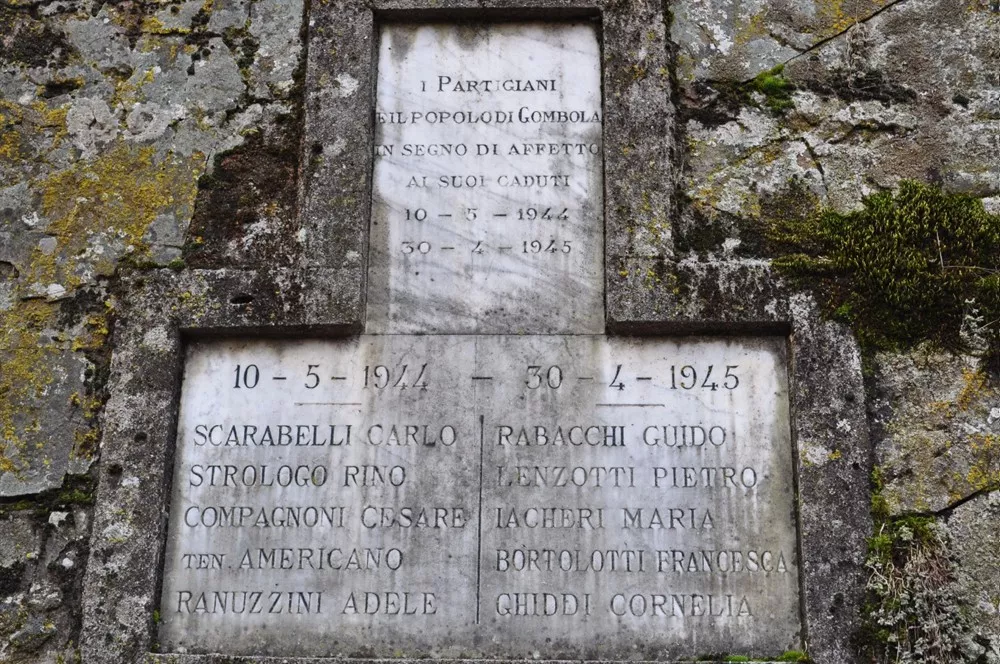 I PARTIGIANI
E IL POPOLO DI GOMBOLA
IN SEGNO DI AFFETTO
AI SUOI CADUTI
10 - 5 - 1944
30 - 4 - 1945
10 - 5 - 1944 - 30 - 4 - 1945
SCARABELLI CARLO
STROLOGO RINO
COMPAGNONI CESARE
TEN. AMERICANO
RANUZZINI ADELE
RABACCHI GUIDO
LENZOTTI PIETRO
IACHERI MARIA
BORTOLOTTI FRANCESCA
GHIDDI CORNELIA